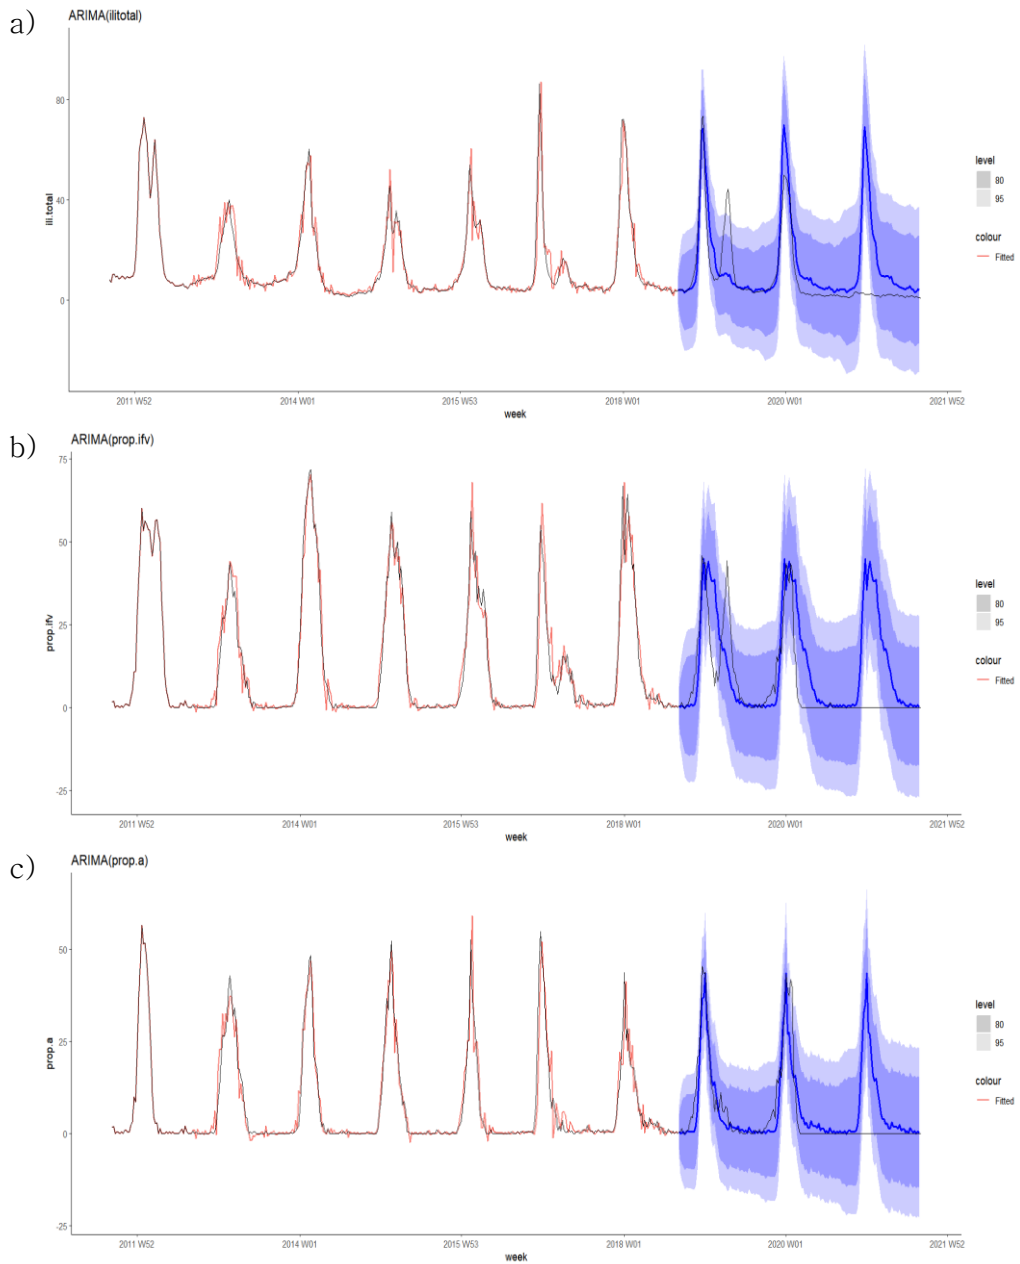 a)
ARIMA(ilitotal)
80
40
0
ili.total
2011 W52
2014 W01
2015 W53
2018 W01
2020 W01
2021 W52
week
level
80
95
colour
Fitted
b)
ARIMA(prop.ifv)
75
50
25
0
-25
prop.ifv
2011 W52
2014 W01
2015 W53
2018 W01
2020 W01
2021 W52
week
level
80
95
colour
Fitted
c)
ARIMA(prop.a)
50
25
0
-25
prop.a
2011 W52
2014 W01
2015 W53
2018 W01
2020 W01
2021 W52
week
level
80
95
colour
Fitted